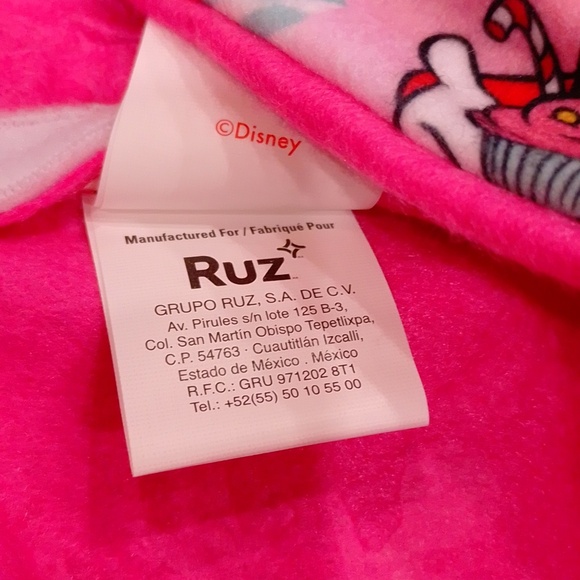 ©Disney
Manufactured For / Fabriqué Pour
Ruz
GRUPO RUZ, S.A. DE C.V.
Av. Pirules s/n lote 125 B-3,
Col. San Martín Obispo Tepetlixpa,
C.P. 54763 · Cuautitlán Izcalli,
Estado de México . México
R.F.C.: GRU 971202 8T1
Tel.: +52(55) 50 10 55 00